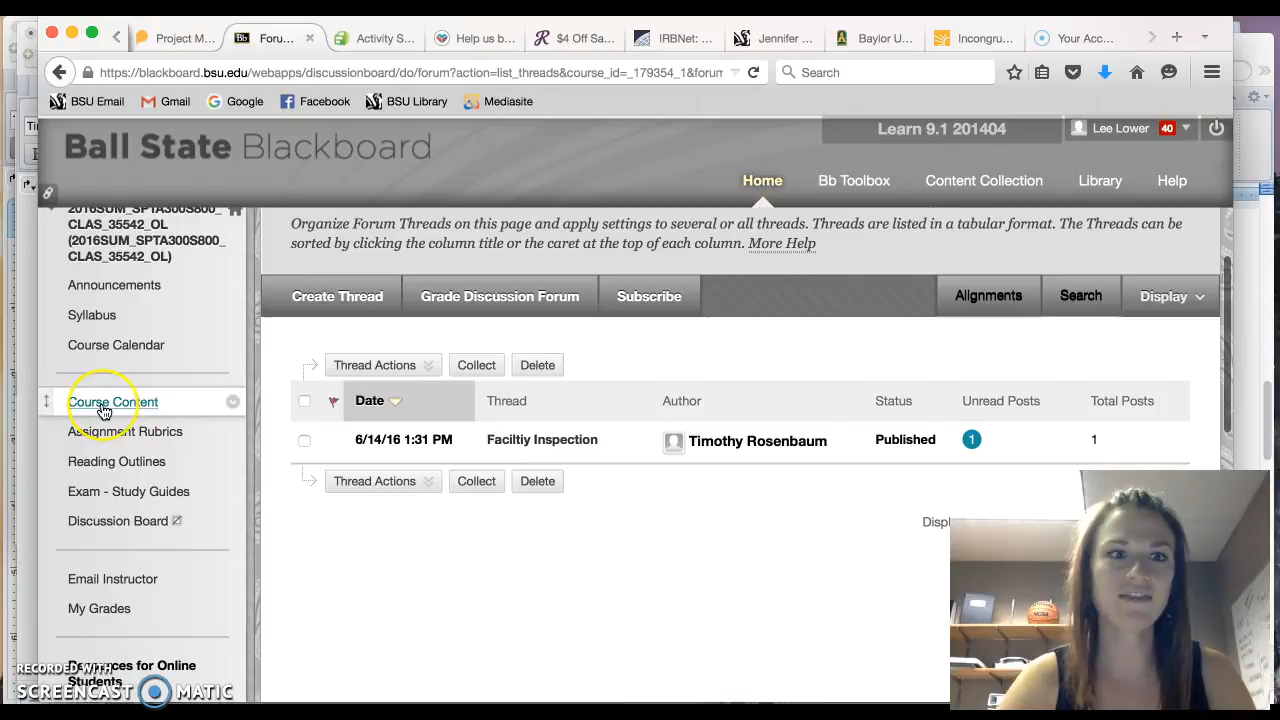 Project M...
Bb Foru...
Activity S...
Help us b...
$4 Off Sa...
IRBNet: ...
Jennifer ...
Baylor U...
Incongru...
Your Acc...
https://blackboard.bsu.edu/webapps/discussionboard/do/forum?action=list_threads&course_id=_179354_1&forum
Search
BSU Email
Gmail
Google
Facebook
BSU Library
Mediasite
Ball State Blackboard
Learn 9.1 201404
Lee Lower 40
Home
Bb Toolbox
Content Collection
Library
Help
2016SUM_SPTA300S800_
CLAS_35542_OL
(2016SUM_SPTA300S800_
CLAS_35542_OL)
Announcements
Syllabus
Course Calendar
Course Content
Assignment Rubrics
Reading Outlines
Exam - Study Guides
Discussion Board
Email Instructor
My Grades
Resources for Online
Students
Organize Forum Threads on this page and apply settings to several or all threads. Threads are listed in a tabular format. The Threads can
be sorted by clicking the column title or the caret at the top of each column. More Help
Create Thread
Grade Discussion Forum
Subscribe
Alignments
Search
Display
Thread Actions
Collect
Delete
Date
Thread
Author
Status
Unread Posts
Total Posts
6/14/16 1:31 PM
Faciltiy Inspection
Timothy Rosenbaum
Published
1
1
Thread Actions
Collect
Delete
RECORDED WITH
SCREENCAST MATIC